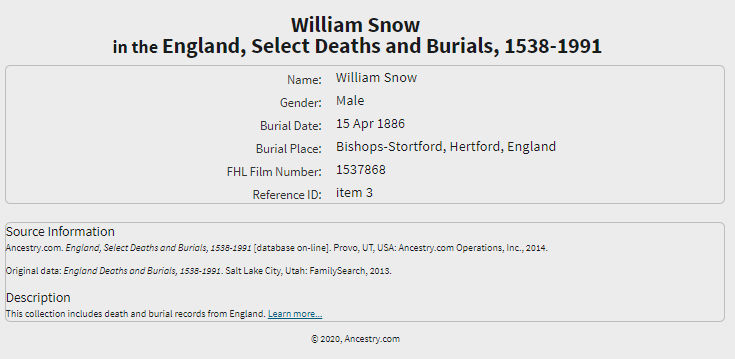 William Snow
in the England, Select Deaths and Burials, 1538-1991
Name: William Snow
Gender: Male
Burial Date: 15 Apr 1886
Burial Place: Bishops-Stortford, Hertford, England
FHL Film Number: 1537868
Reference ID: item 3
Source Information
Ancestry.com. England, Select Deaths and Burials, 1538-1991 [database on-line]. Provo, UT, USA: Ancestry.com Operations, Inc., 2014.
Original data: England Deaths and Burials, 1538-1991. Salt Lake City, Utah: FamilySearch, 2013.
Description
This collection includes death and burial records from England. Learn more...
© 2020, Ancestry.com